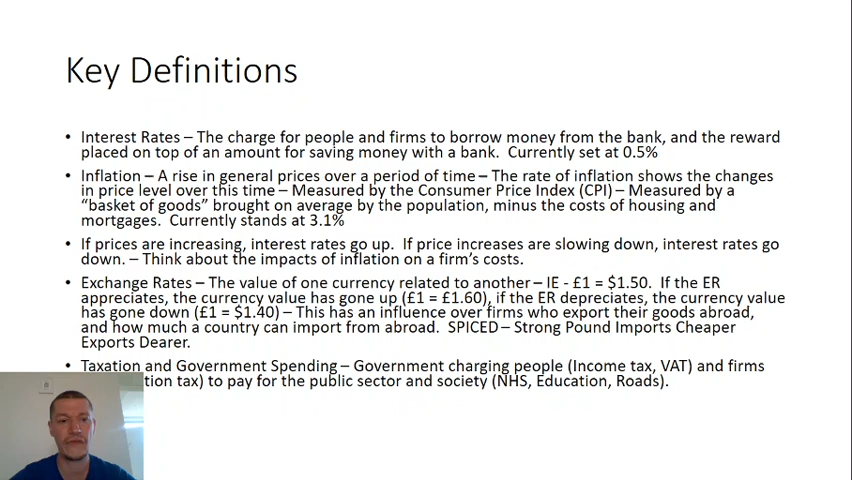 Key Definitions
• Interest Rates – The charge for people and firms to borrow money from the bank, and the reward
placed on top of an amount for saving money with a bank. Currently set at 0.5%
• Inflation – A rise in general prices over a period of time – The rate of inflation shows the changes
in price level over this time – Measured by the Consumer Price Index (CPI) – Measured by a
“basket of goods” brought on average by the population, minus the costs of housing and
mortgages. Currently stands at 3.1%
• If prices are increasing, interest rates go up. If price increases are slowing down, interest rates go
down. – Think about the impacts of inflation on a firm’s costs.
• Exchange Rates – The value of one currency related to another – IE - £1 = $1.50. If the ER
appreciates, the currency value has gone up (£1 = £1.60), if the ER depreciates, the currency value
has gone down (£1 = $1.40) – This has an influence over firms who export their goods abroad,
and how much a country can import from abroad. SPICED – Strong Pound Imports Cheaper
Exports Dearer.
• Taxation and Government Spending – Government charging people (Income tax, VAT) and firms
tion tax) to pay for the public sector and society (NHS, Education, Roads).